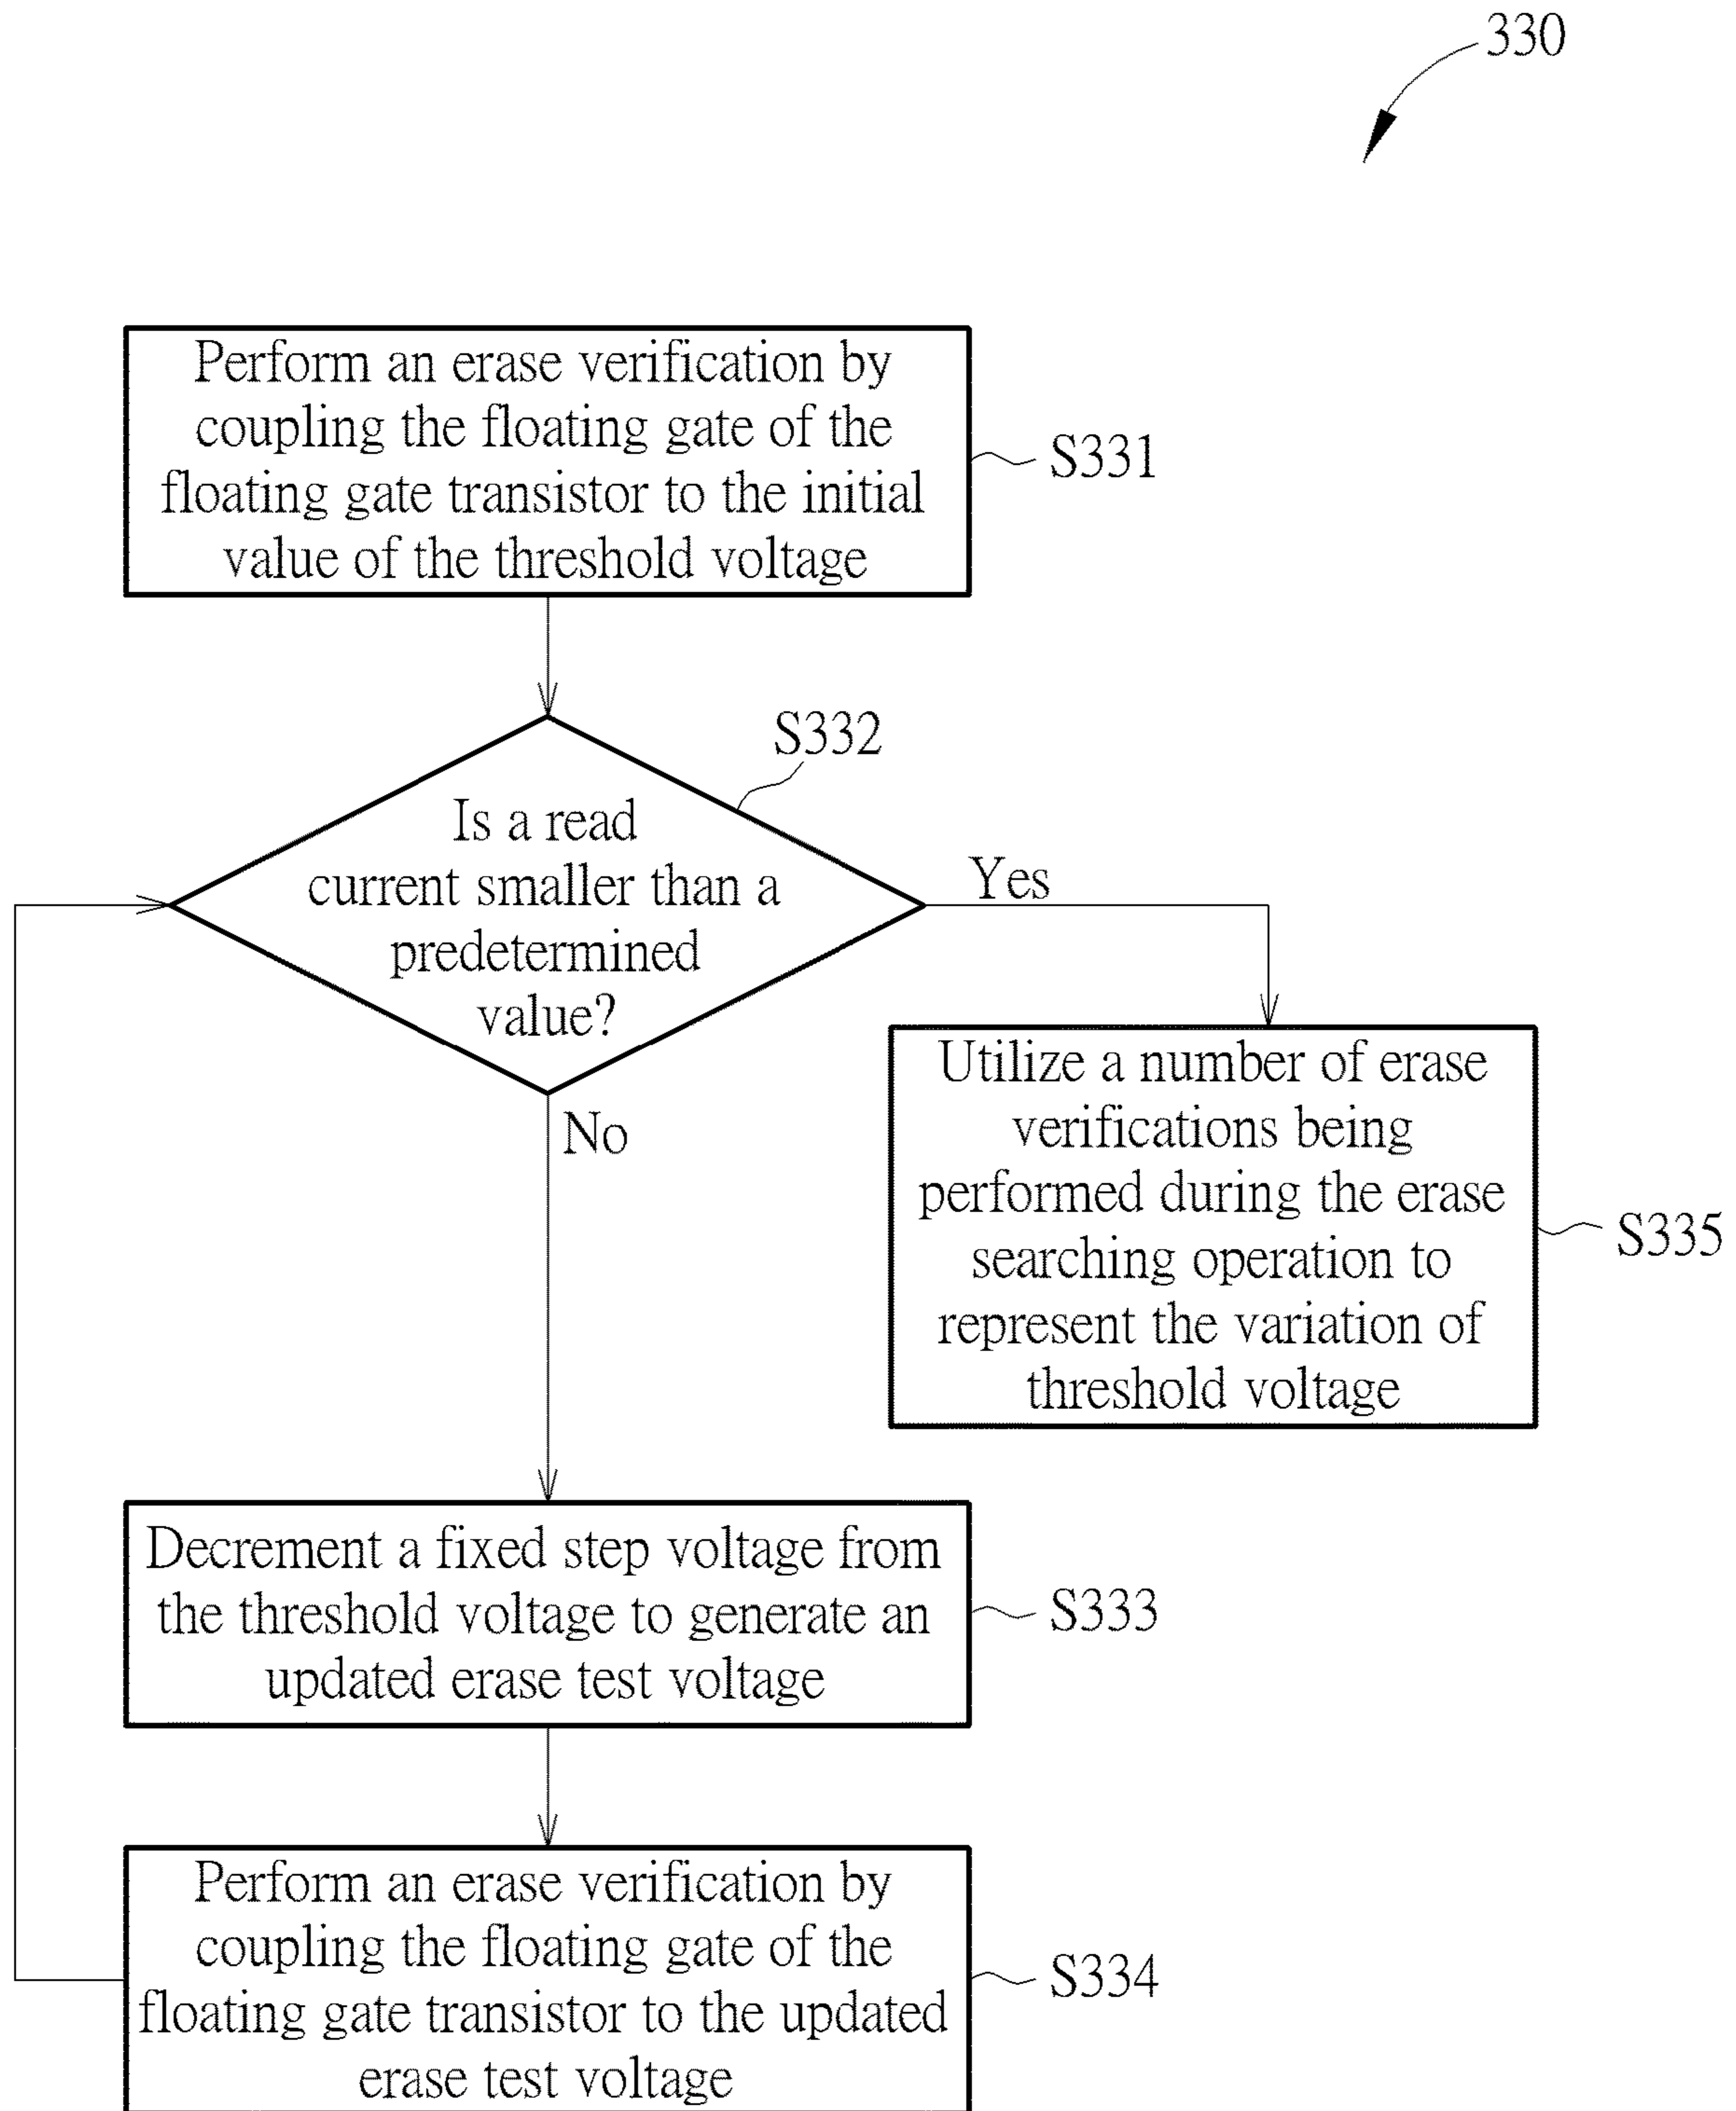 330
Perform an erase verification by
coupling the floating gate of the
floating gate transistor to the initial
value of the threshold voltage
S331
S332
Is a read
current smaller than a
predetermined
value?
Yes
No
Utilize a number of erase
verifications being
performed during the erase
searching operation to
represent the variation of
threshold voltage
S335
Decrement a fixed step voltage from
the threshold voltage to generate an
updated erase test voltage
S333
Perform an erase verification by
coupling the floating gate of the
floating gate transistor to the updated
erase test voltage
S334